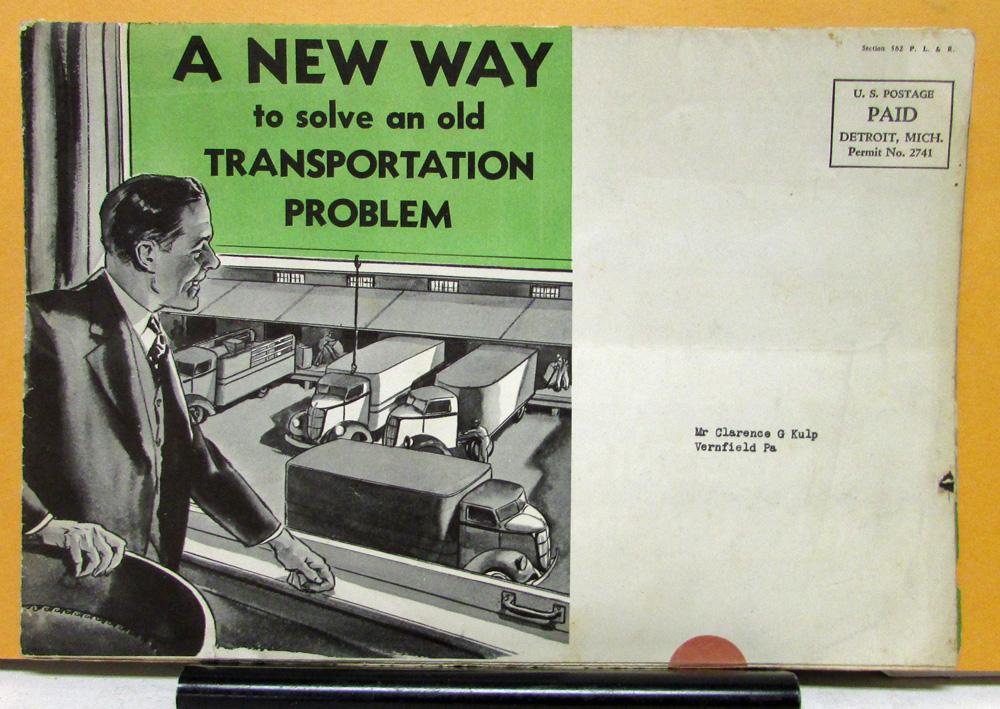 A NEW WAY
to solve an old
TRANSPORTATION
PROBLEM
Section 562 P. L. & R.
U. S. POSTAGE
PAID
DETROIT, MICH.
Permit No. 2741
Mr Clarence G Kulp
Vernfield Pa